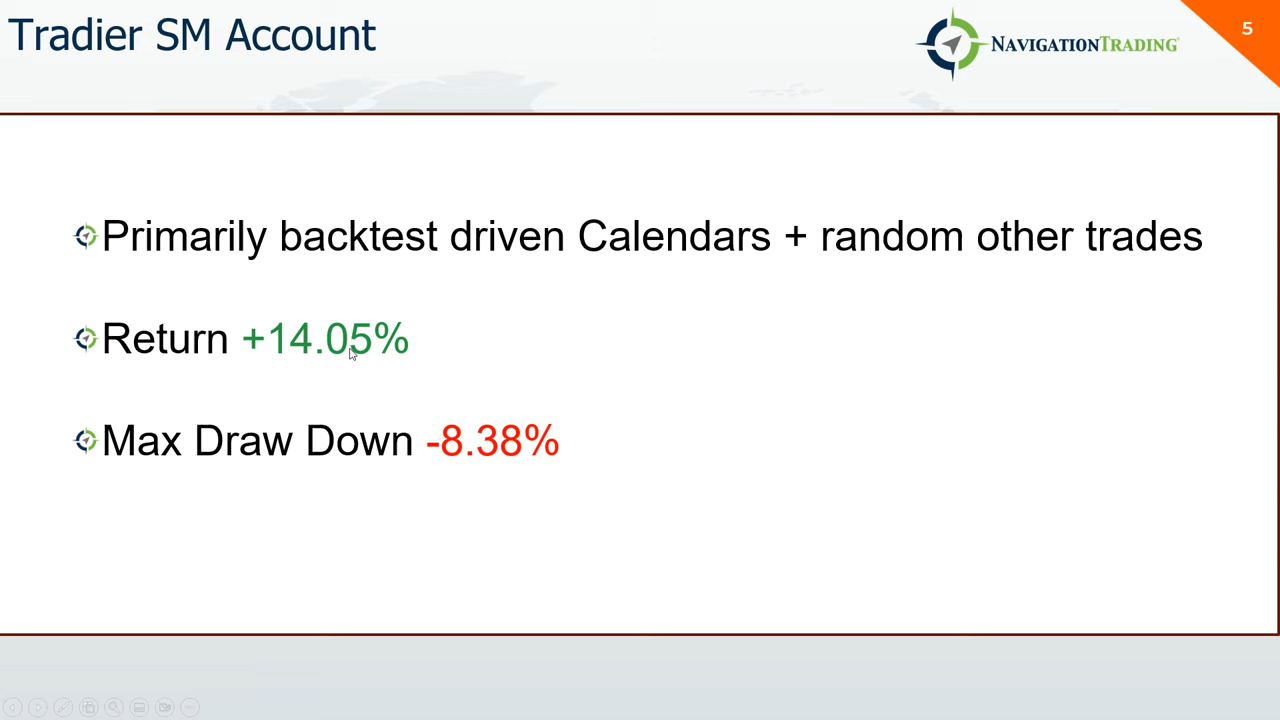 Tradier SM Account
NAVIGATIONTRADING
5
Primarily backtest driven Calendars + random other trades
Return +14.05%
Max Draw Down -8.38%